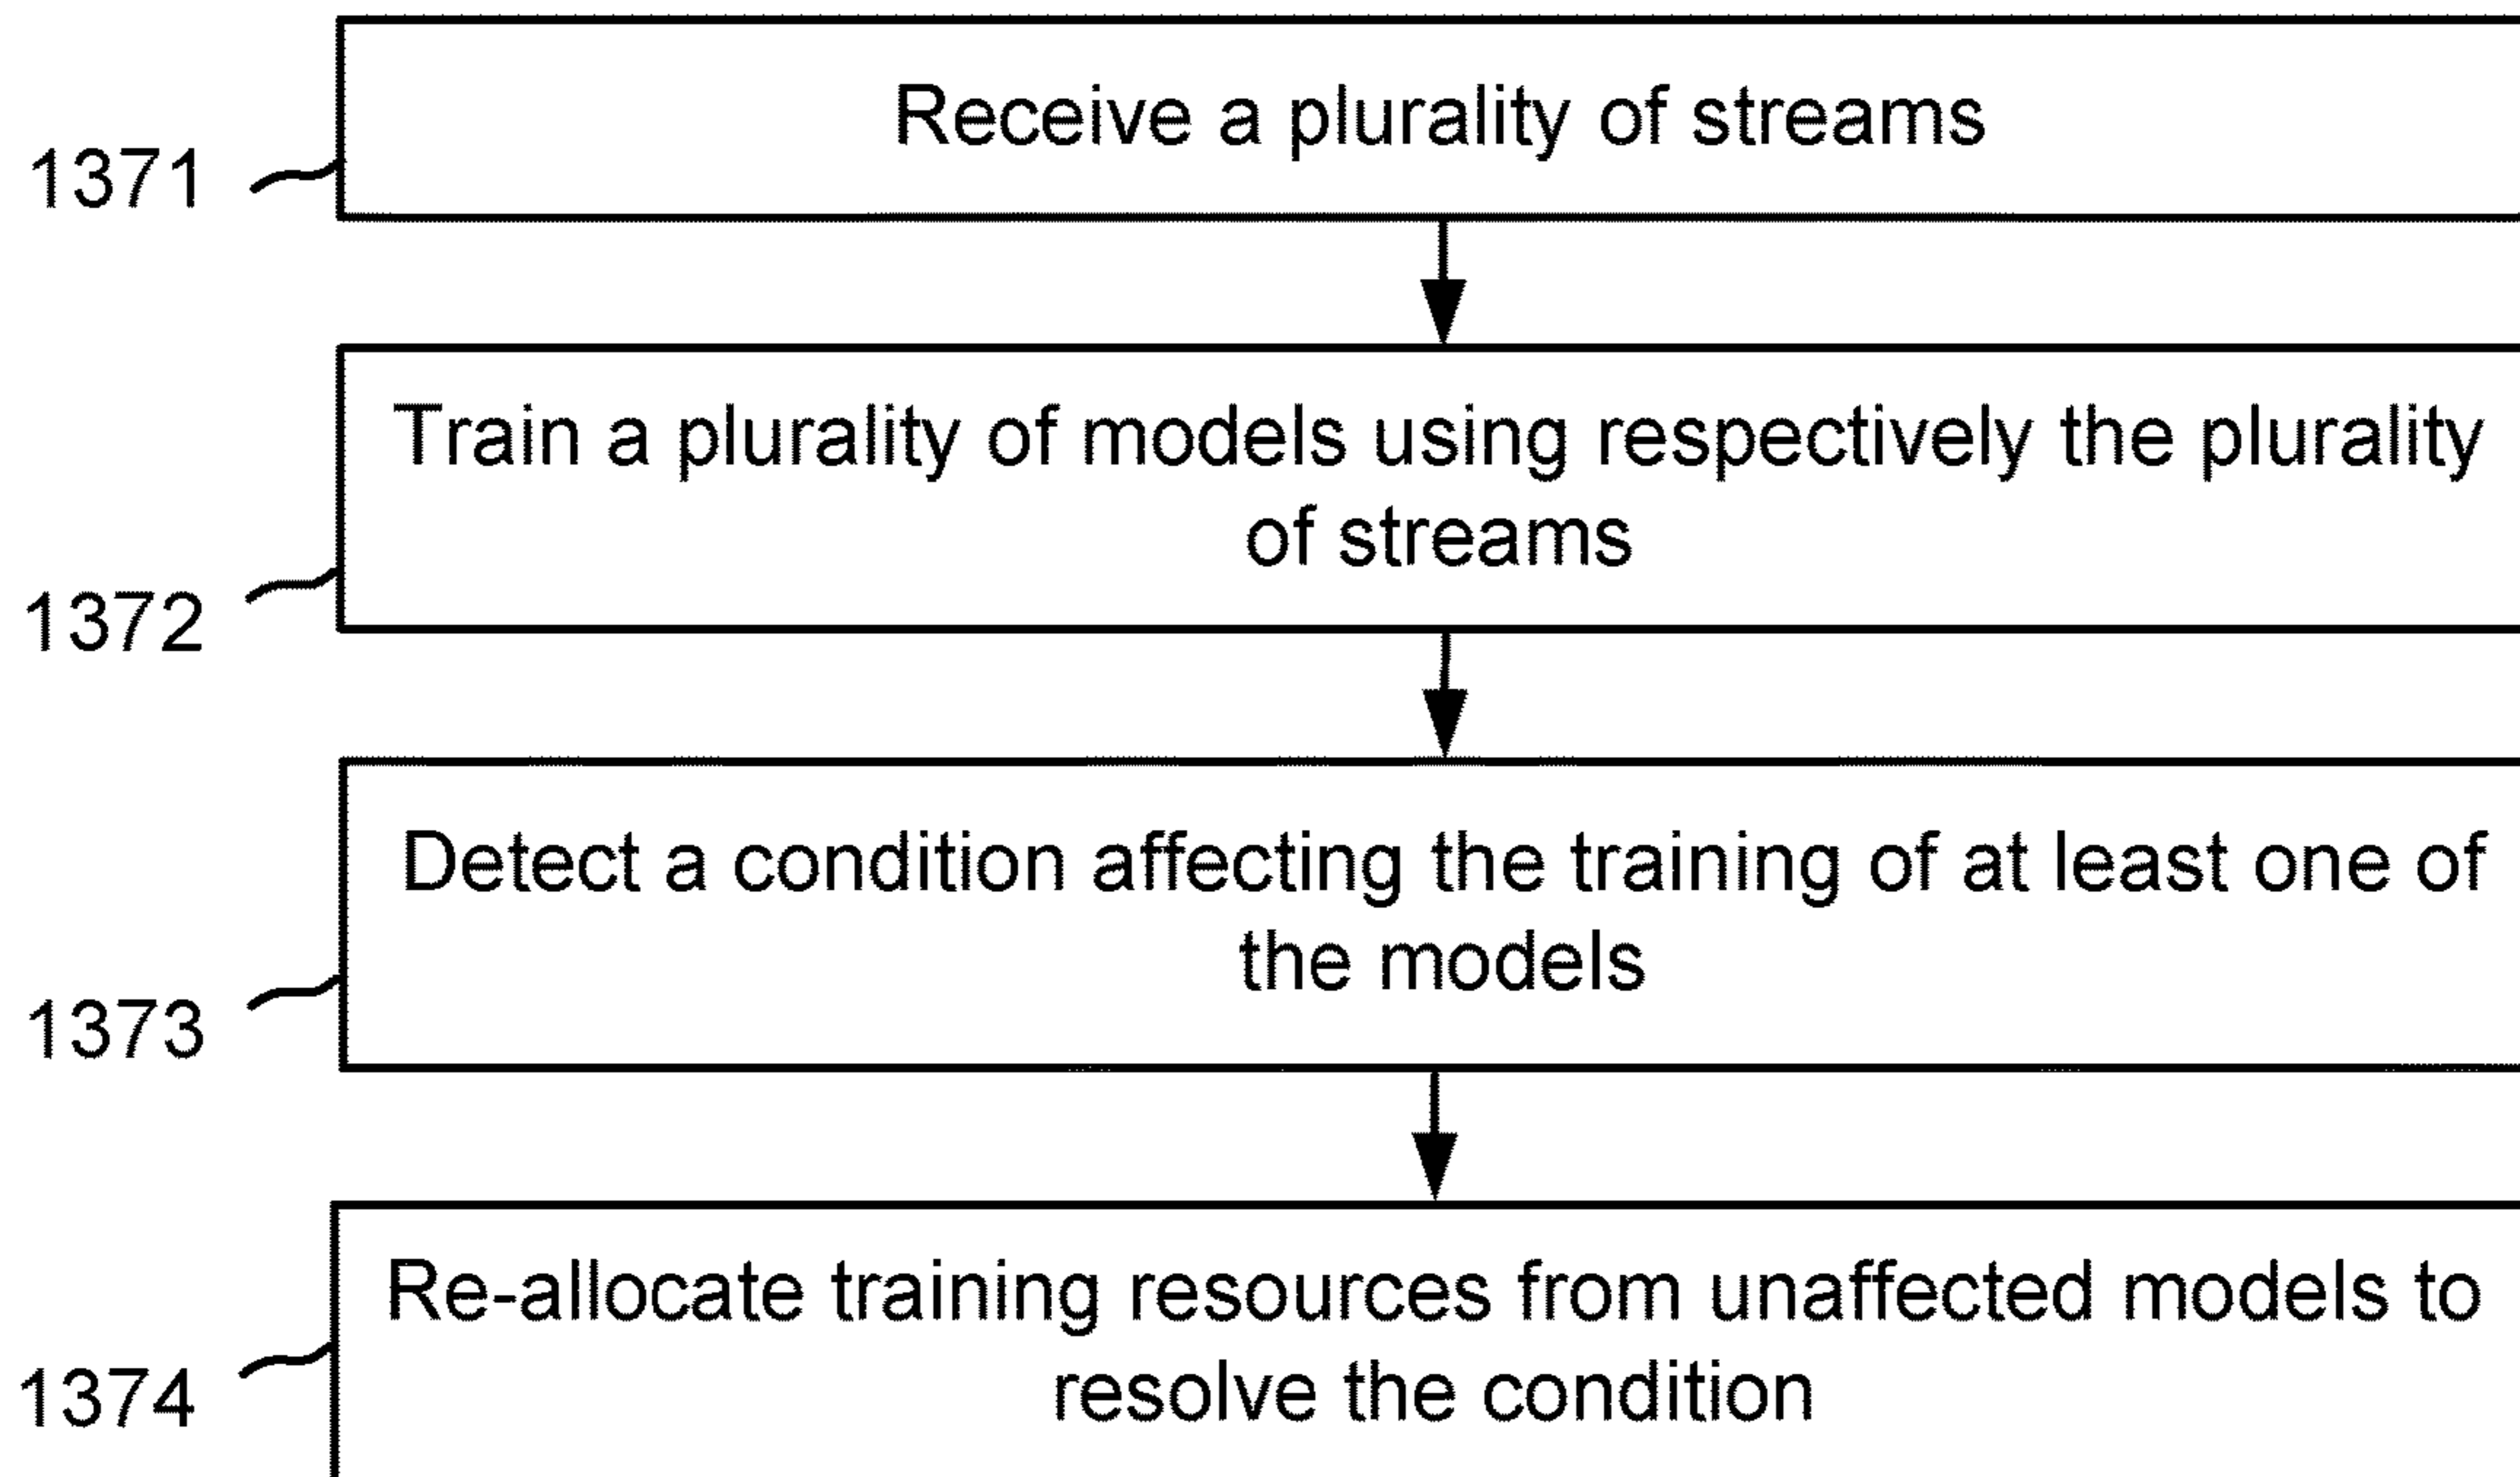 Receive a plurality of streams
1371
Train a plurality of models using respectively the plurality
of streams
1372
Detect a condition affecting the training of at least one of
the models
1373
Re-allocate training resources from unaffected models to
resolve the condition
1374